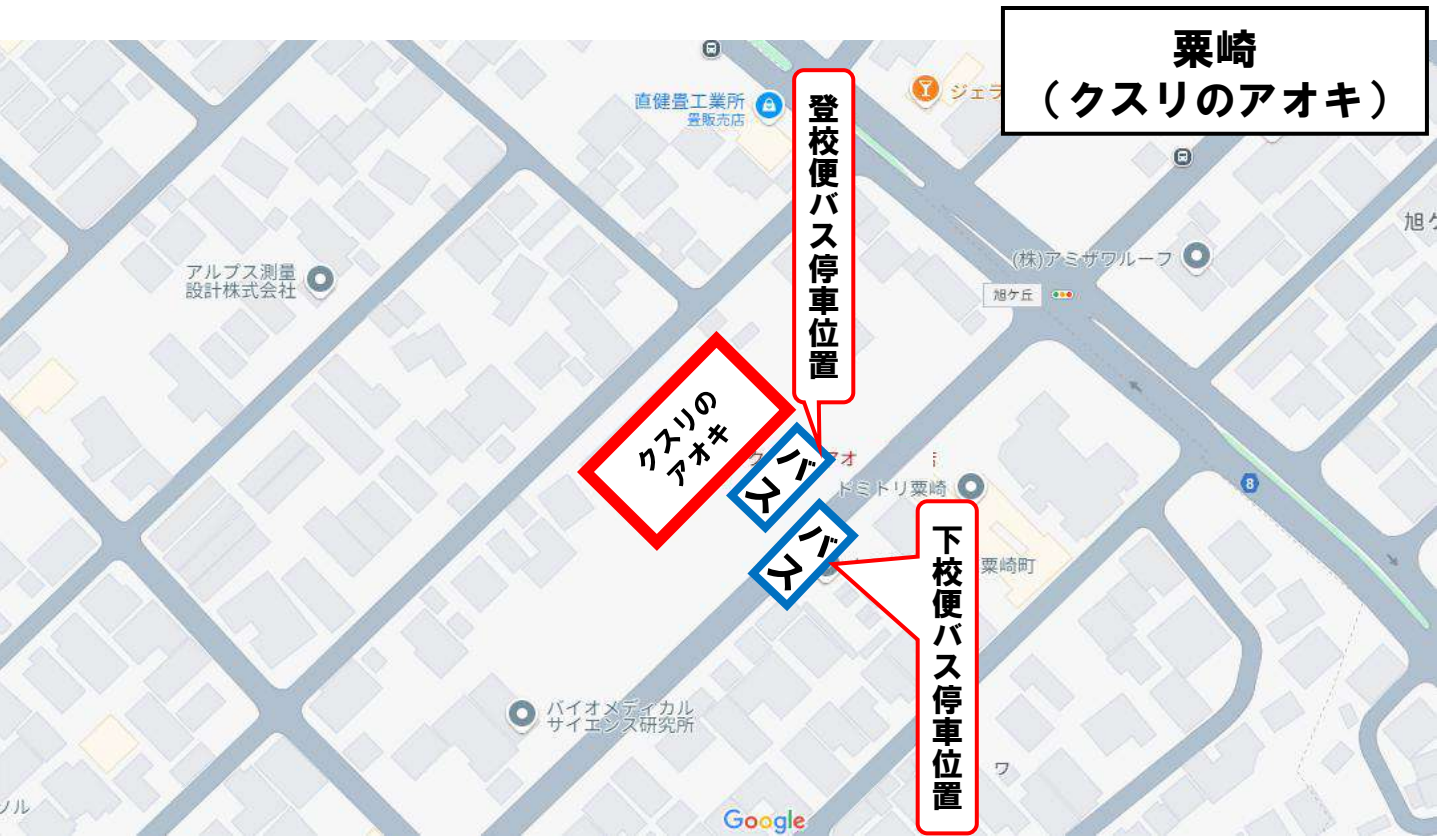 粟崎
（クスリのアオキ）
直健畳工業所
畳販売店
ジェラ
登校便バス停車位置
旭ケ
アルプス測量
設計株式会社
(株)アミザワルーフ
旭ケ丘
クスリの
アオキ
バス
アオ
ドミトリ粟崎
8
バス
下校便バス停車位置
粟崎町
バイオメディカル
サイエンス研究所
ワ
ソル
Google